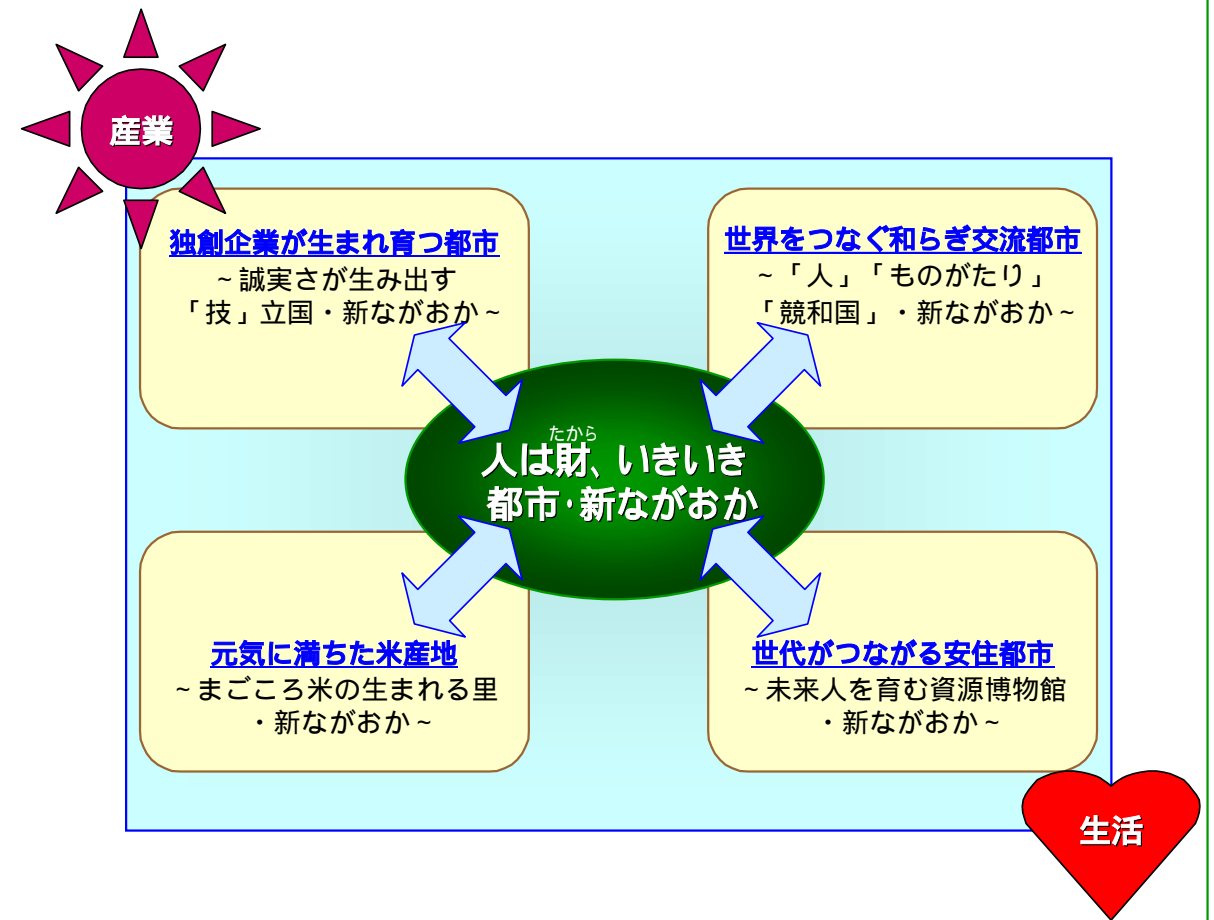 産業
独創企業が生まれ育つ都市
~誠実さが生み出す
「技」立国・新ながおか~
世界をつなぐ和らぎ交流都市
~「人」「ものがたり」
「競和国」・新ながおか~
たから
人は財、いきいき
都市・新ながおか
元気に満ちた米産地
~まごころ米の生まれる里
・新ながおか~
世代がつながる安住都市
~未来人を育む資源博物館
・新ながおか~
生活